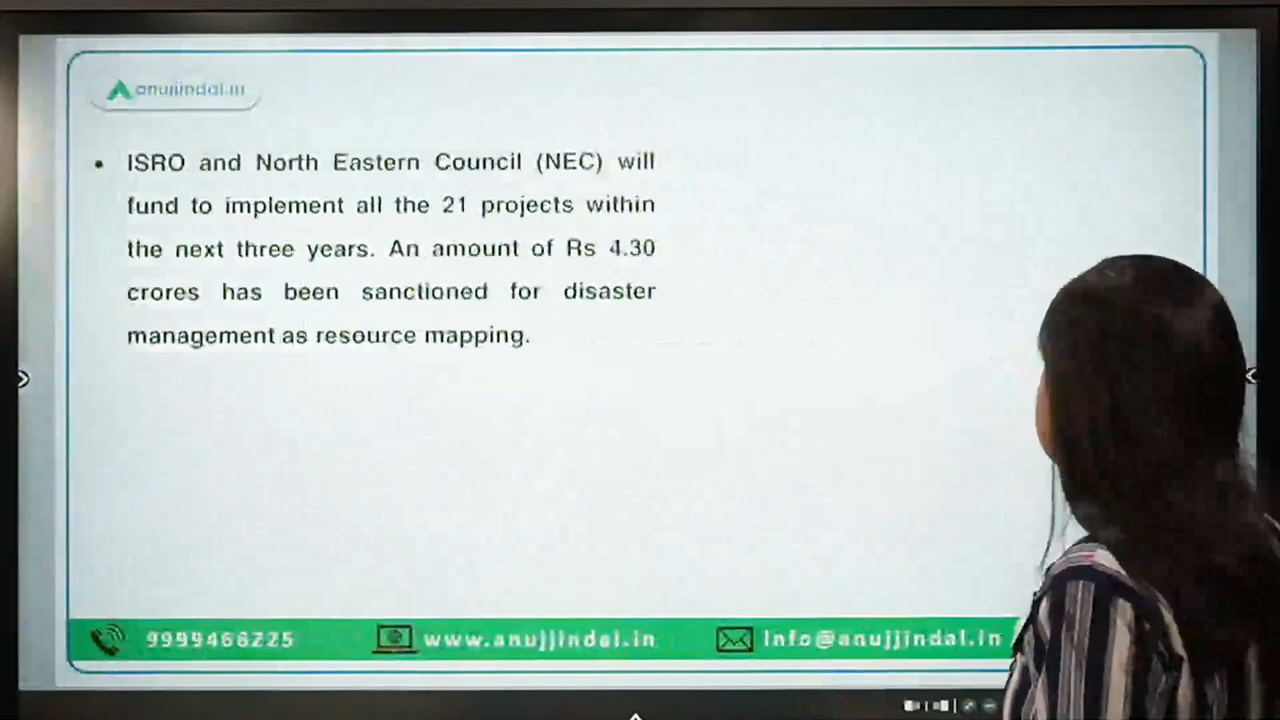 anujjindal.in
• ISRO and North Eastern Council (NEC) will
fund to implement all the 21 projects within
the next three years. An amount of Rs 4.30
crores has been sanctioned for disaster
management as resource mapping.
9999466225 www.anujjindal.in info@anujjindal.in